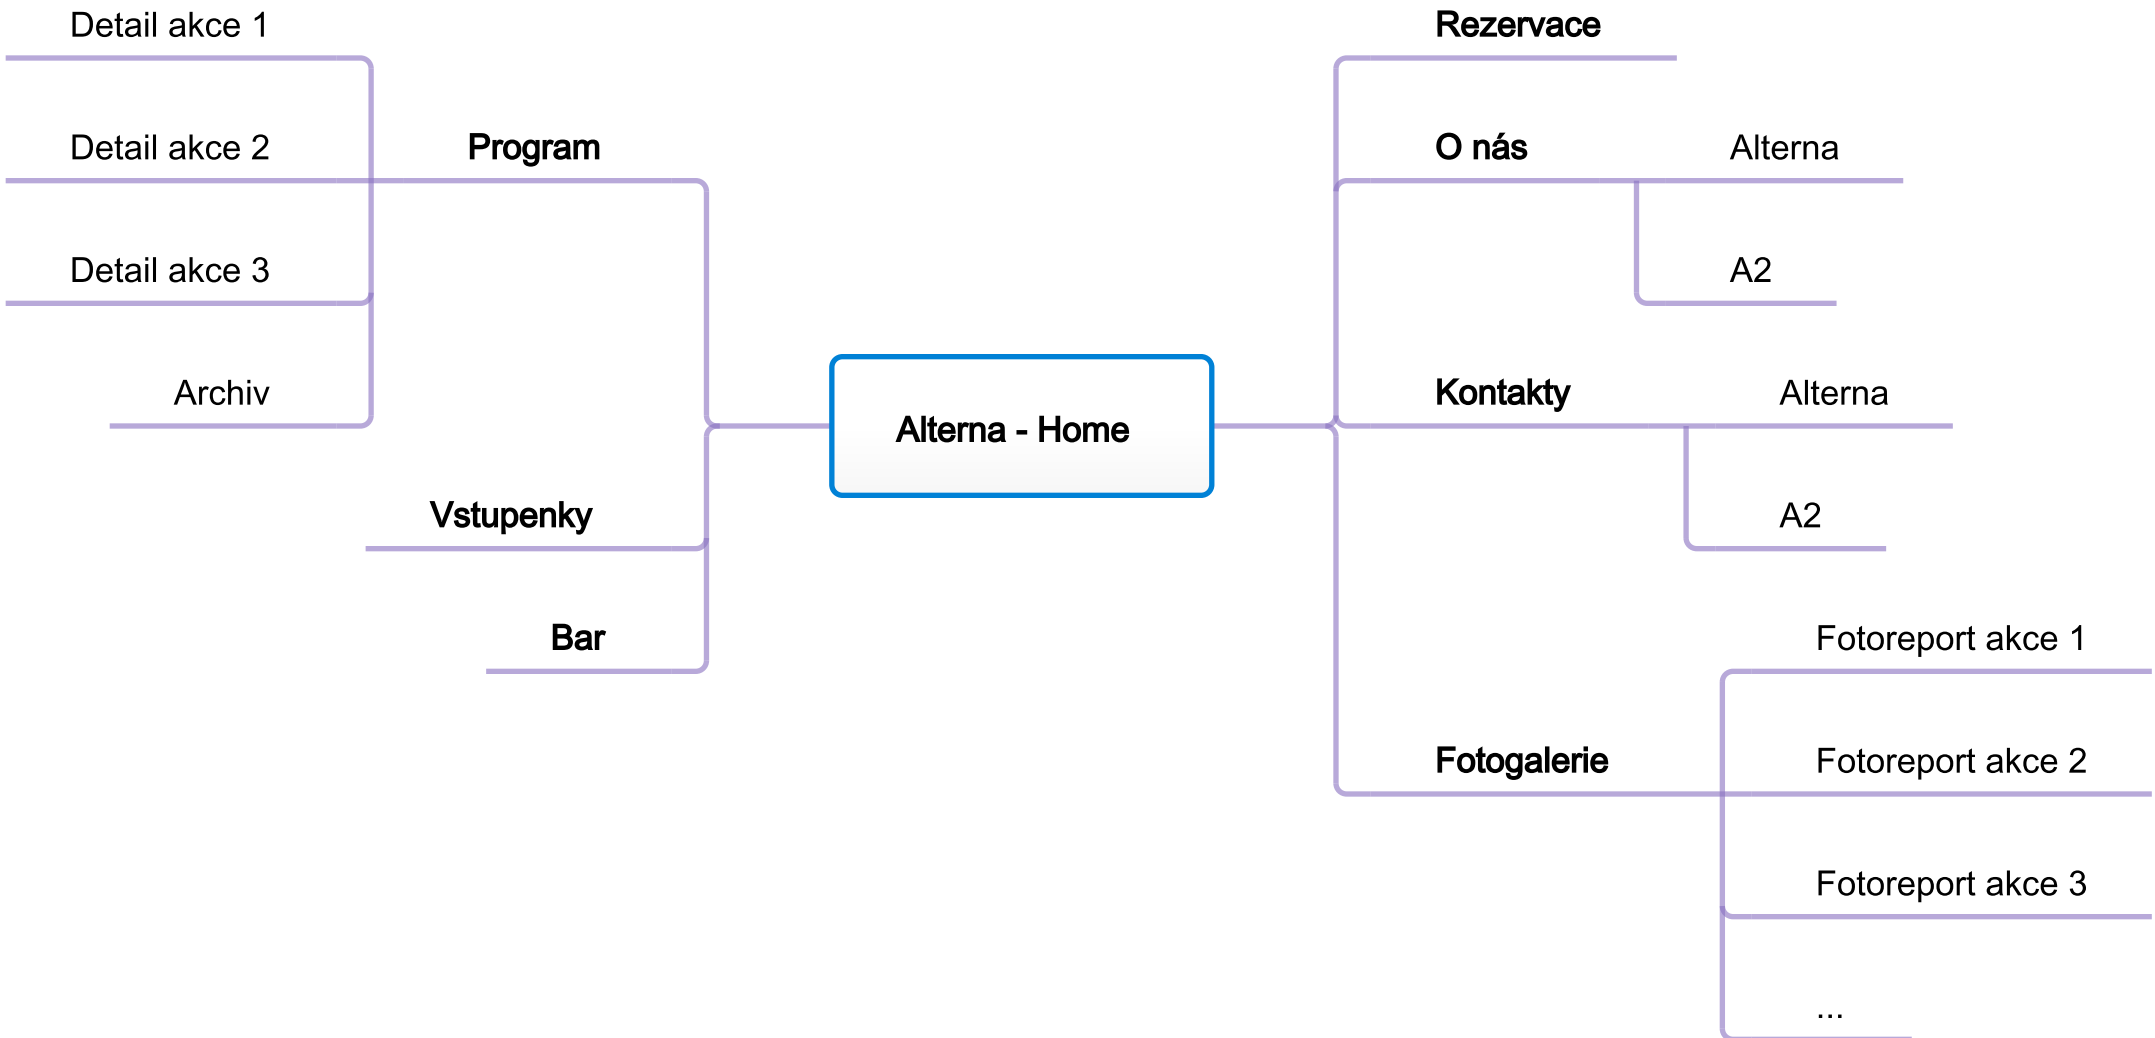 Detail akce 1
Detail akce 2
Detail akce 3
Archiv
Program
Vstupenky
Bar
Alterna - Home
Rezervace
O nás
Alterna
A2
Kontakty
Alterna
A2
Fotogalerie
Fotoreport akce 1
Fotoreport akce 2
Fotoreport akce 3
...